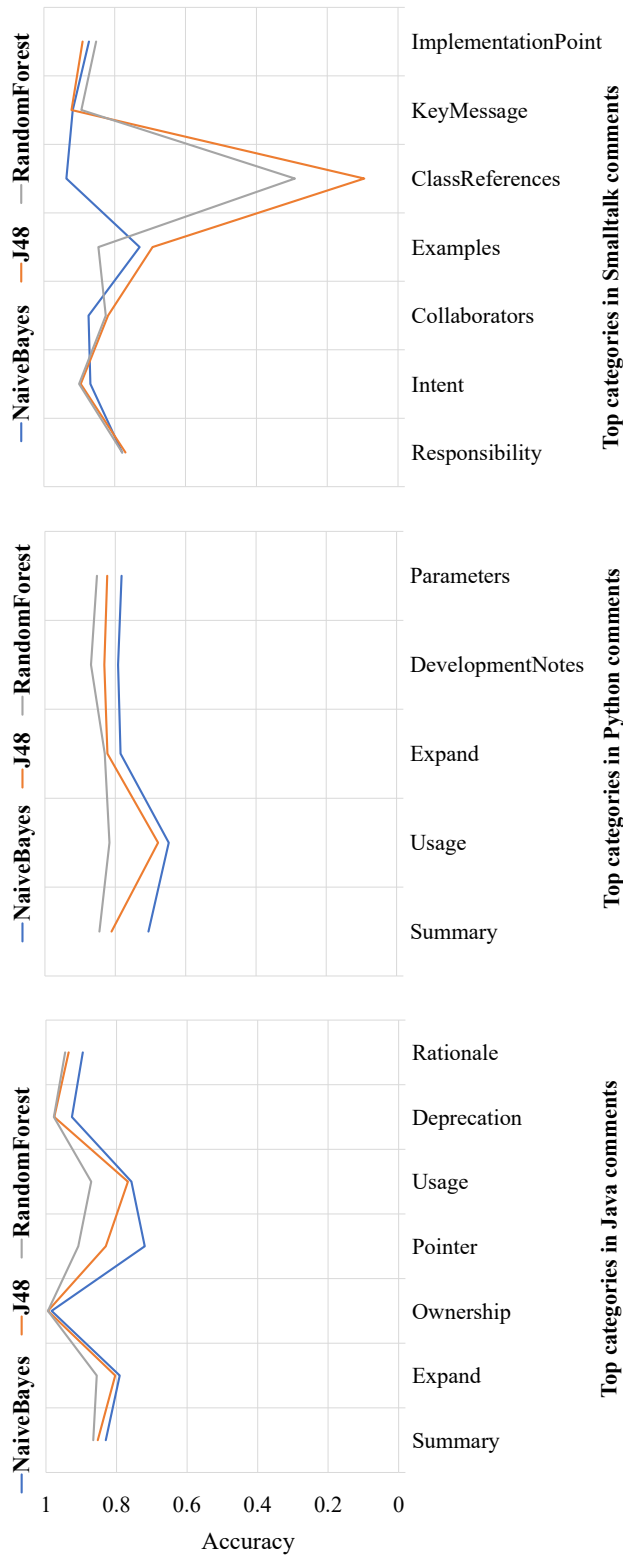 NaiveBayes J48 RandomForest
ImplementationPoint
KeyMessage
ClassReferences
Examples
Collaborators
Intent
Responsibility
Top categories in Smalltalk comments
NaiveBayes J48 RandomForest
Parameters
DevelopmentNotes
Expand
Usage
Summary
Top categories in Python comments
NaiveBayes J48 RandomForest
Rationale
Deprecation
Usage
Pointer
Ownership
Expand
Summary
Top categories in Java comments
1 0.8 0.6 0.4 0.2 0
Accuracy